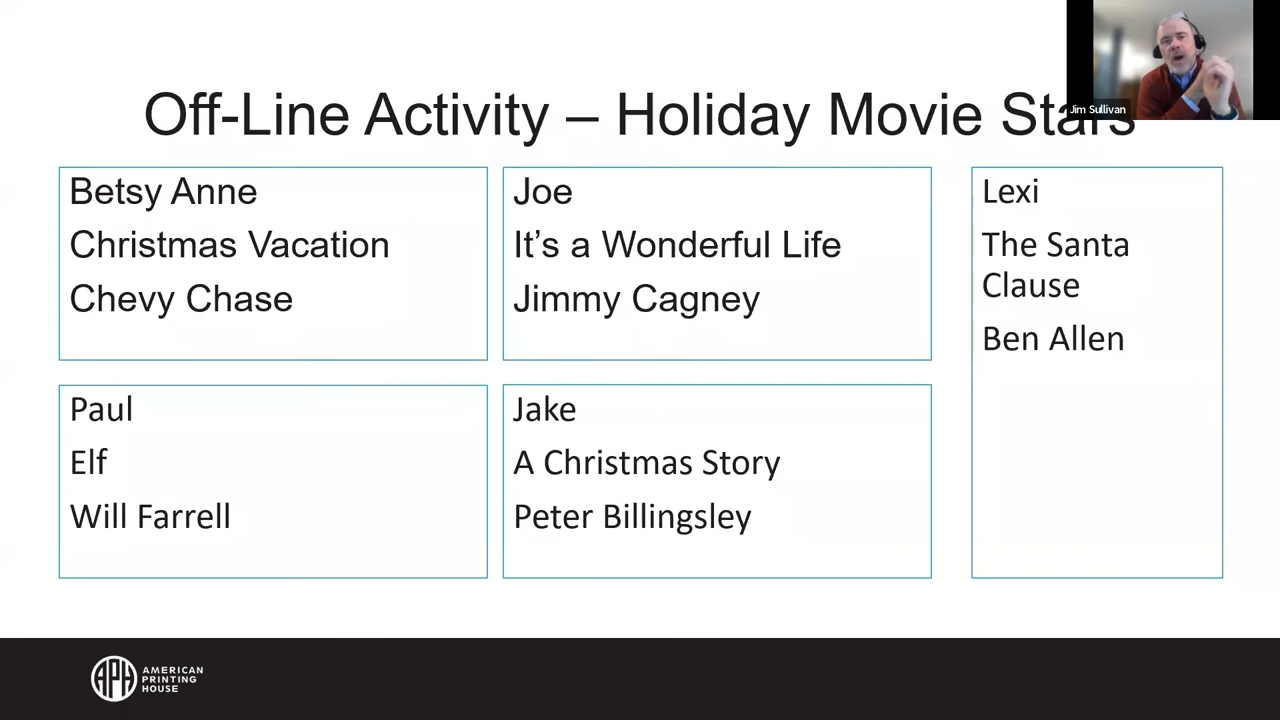 Off-Line Activity – Holiday Movie Stars
Jim Sullivan
Betsy Anne
Christmas Vacation
Chevy Chase
Joe
It’s a Wonderful Life
Jimmy Cagney
Lexi
The Santa
Clause
Ben Allen
Paul
Elf
Will Farrell
Jake
A Christmas Story
Peter Billingsley
APH
AMERICAN
PRINTING
HOUSE